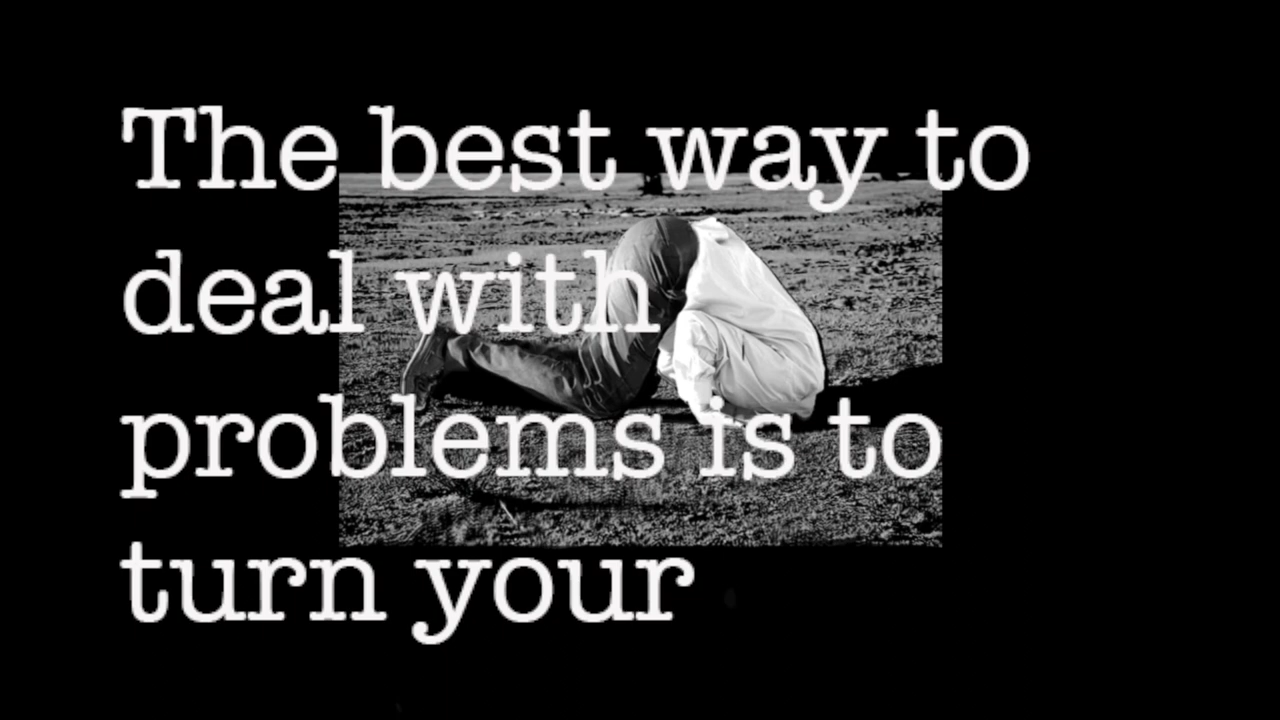 The best way to
deal with
problems is to
turn your